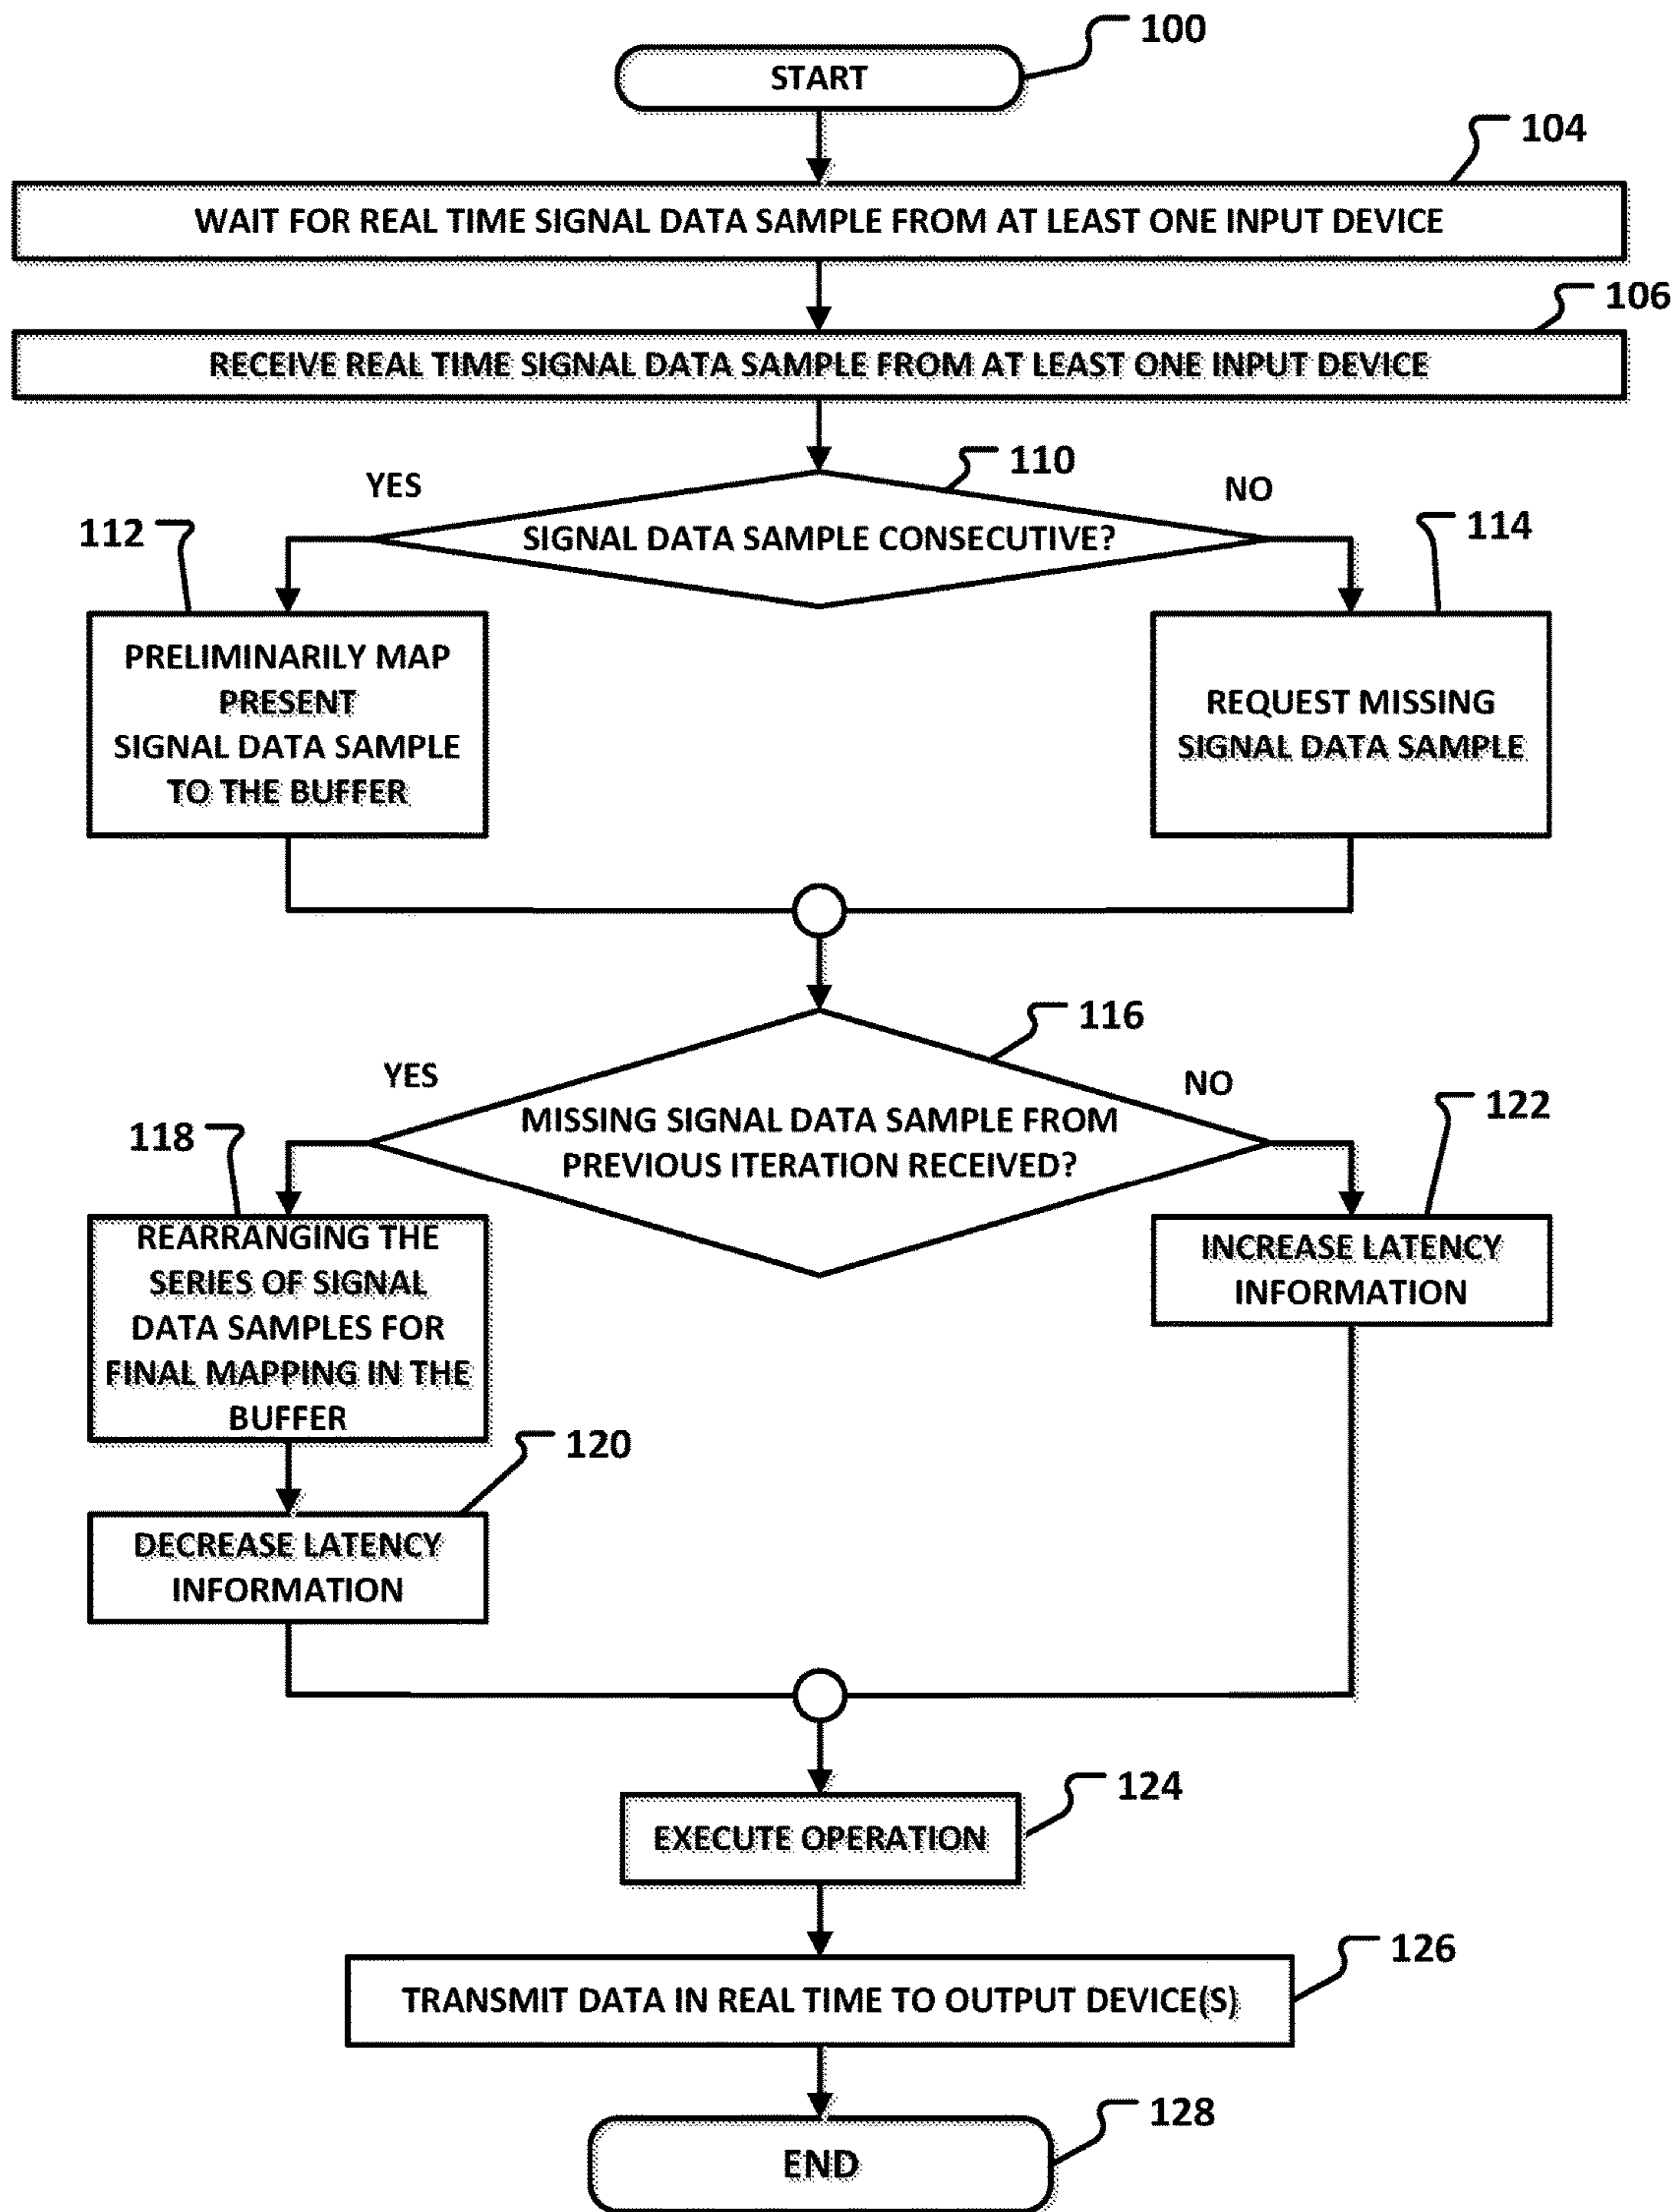 100
START
104
WAIT FOR REAL TIME SIGNAL DATA SAMPLE FROM AT LEAST ONE INPUT DEVICE
106
RECEIVE REAL TIME SIGNAL DATA SAMPLE FROM AT LEAST ONE INPUT DEVICE
110
YES
NO
SIGNAL DATA SAMPLE CONSECUTIVE?
112
114
PRELIMINARILY MAP
PRESENT
SIGNAL DATA SAMPLE
TO THE BUFFER
REQUEST MISSING
SIGNAL DATA SAMPLE
116
YES
NO
MISSING SIGNAL DATA SAMPLE FROM
PREVIOUS ITERATION RECEIVED?
118
122
REARRANGING THE
SERIES OF SIGNAL
DATA SAMPLES FOR
FINAL MAPPING IN THE
BUFFER
INCREASE LATENCY
INFORMATION
120
DECREASE LATENCY
INFORMATION
124
EXECUTE OPERATION
126
TRANSMIT DATA IN REAL TIME TO OUTPUT DEVICE(S)
128
END